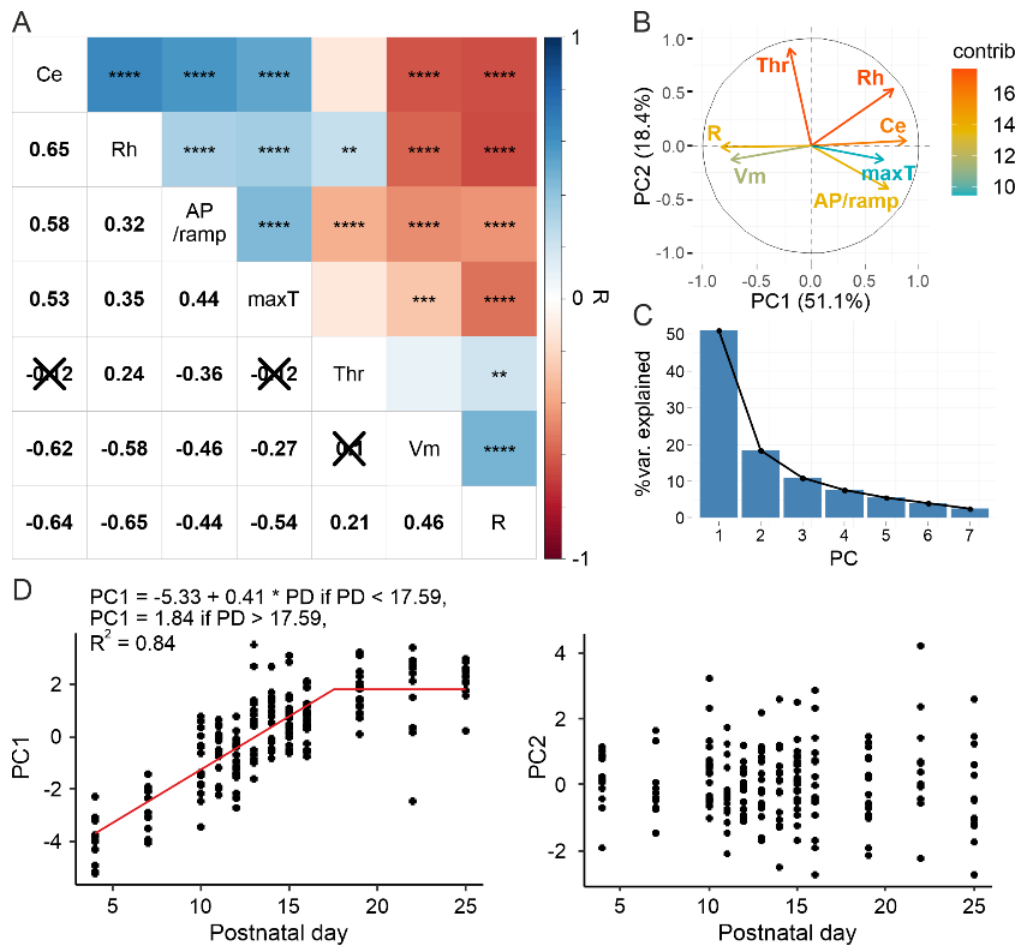 A
Ce
****
****
****
****
****
0.65
Rh
****
****
**
****
****
0.58
0.32
AP
/ramp
****
****
****
****
0.53
0.35
0.44
maxT
***
****
-0.12
0.24
-0.36
-0.12
Thr
**
-0.62
-0.58
-0.46
-0.27
0.1
Vm
****
-0.64
-0.65
-0.44
-0.54
0.21
0.46
R
1
0
-1
R
B
PC2 (18.4%)
1.0
0.5
0.0
-0.5
-1.0
Thr
Rh
R
Ce
Vm
maxT
AP/ramp
-1.0
-0.5
0.0
0.5
1.0
PC1 (51.1%)
contrib
16
14
12
10
C
%var. explained
50
40
30
20
10
0
1
2
3
4
5
6
7
PC
D
PC1 = -5.33 + 0.41 * PD if PD < 17.59,
PC1 = 1.84 if PD > 17.59,
R² = 0.84
PC1
2
0
-2
-4
5
10
15
20
25
Postnatal day
PC2
4
2
0
-2
5
10
15
20
25
Postnatal day